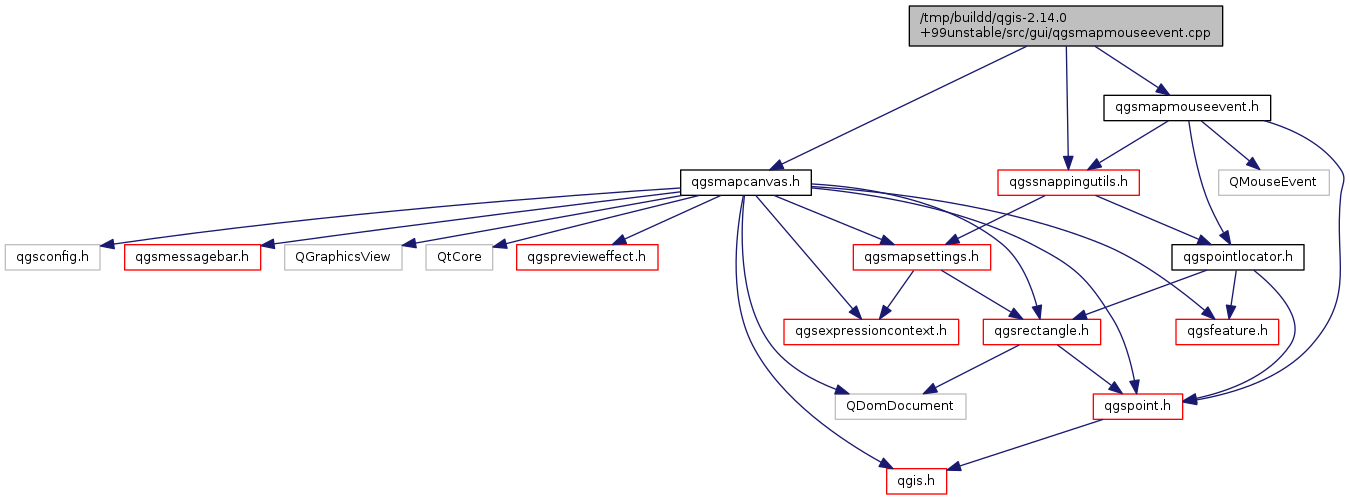 /tmp/buildd/qgis-2.14.0
+99unstable/src/gui/qgsmapmouseevent.cpp
qgsmapmouseevent.h
qgsmapcanvas.h
qgssnappingutils.h
QMouseEvent
qgsconfig.h
qgsmessagebar.h
QGraphicsView
QtCore
qgsprevieweffect.h
qgsmapsettings.h
qgspointlocator.h
qgsexpressioncontext.h
qgsrectangle.h
qgsfeature.h
QDomDocument
qgspoint.h
qgis.h